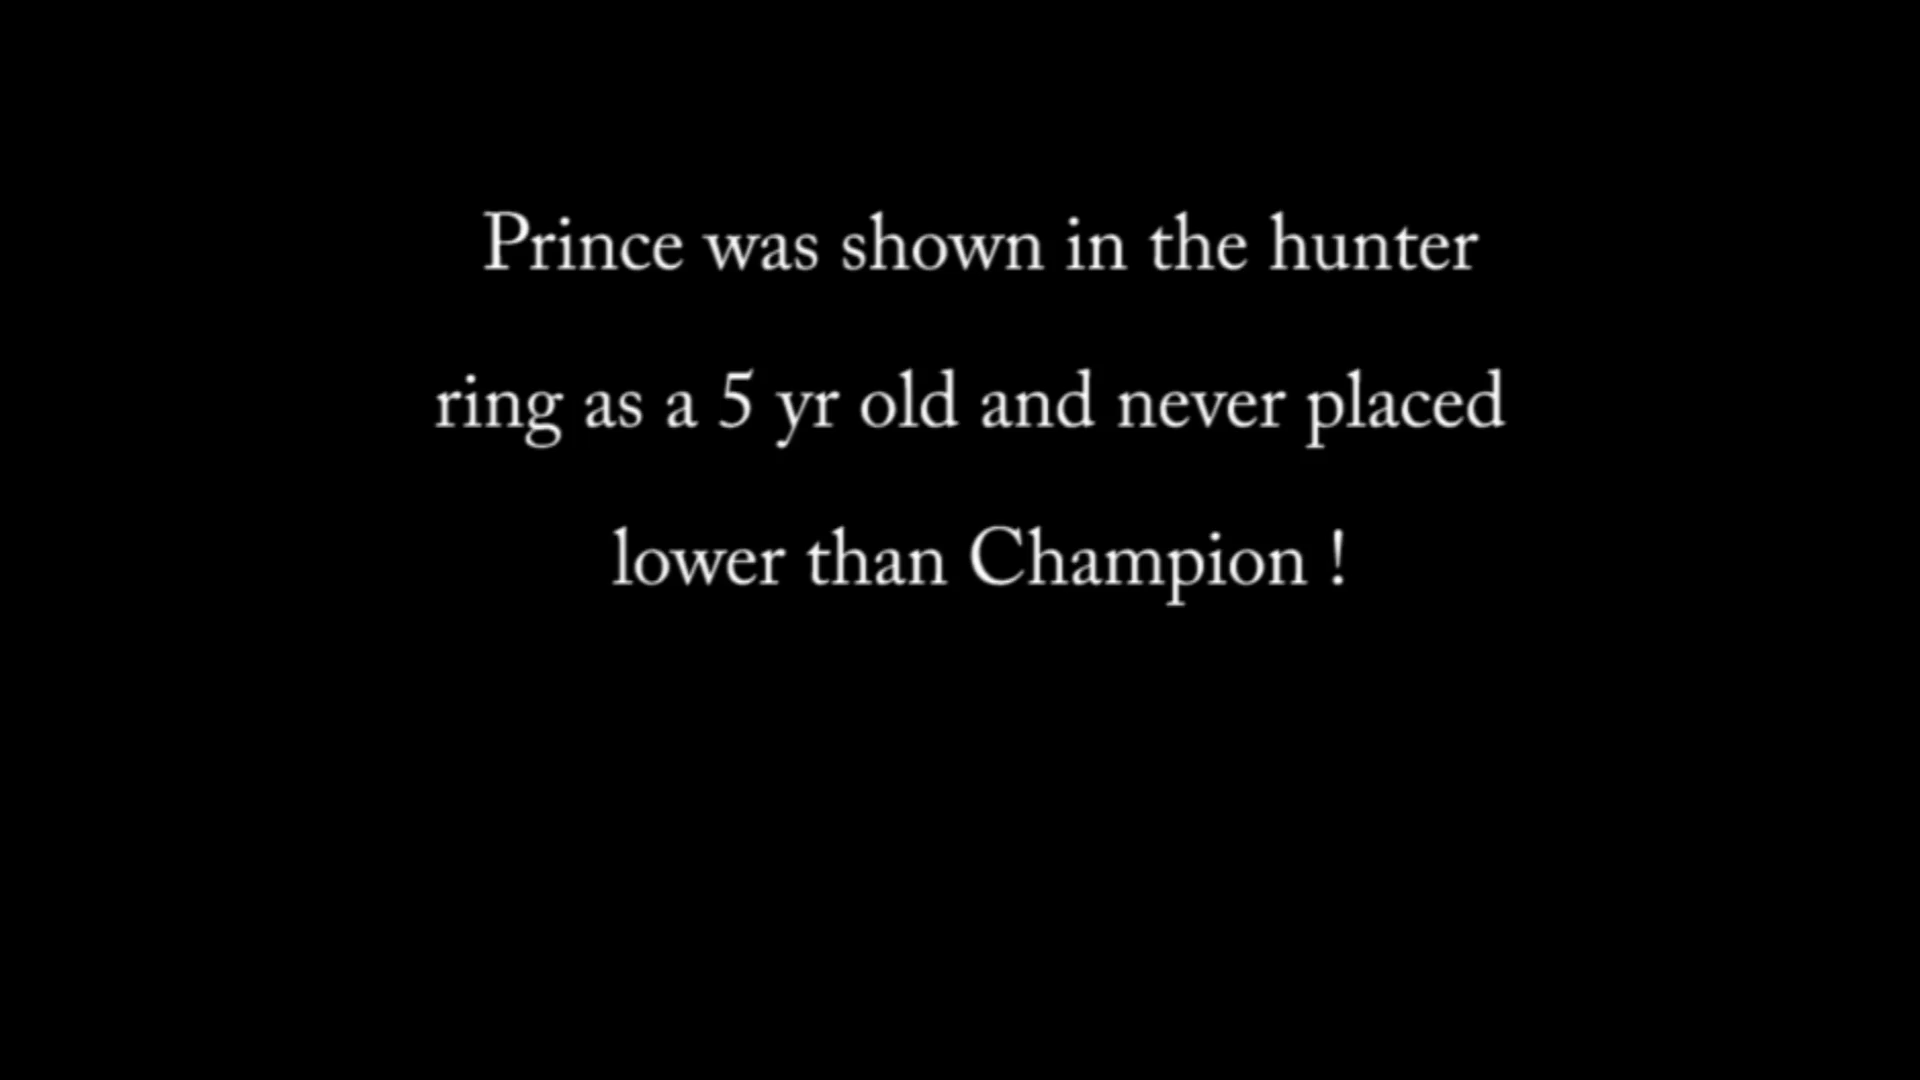 Prince was shown in the hunter
ring as a 5 yr old and never placed
lower than Champion !